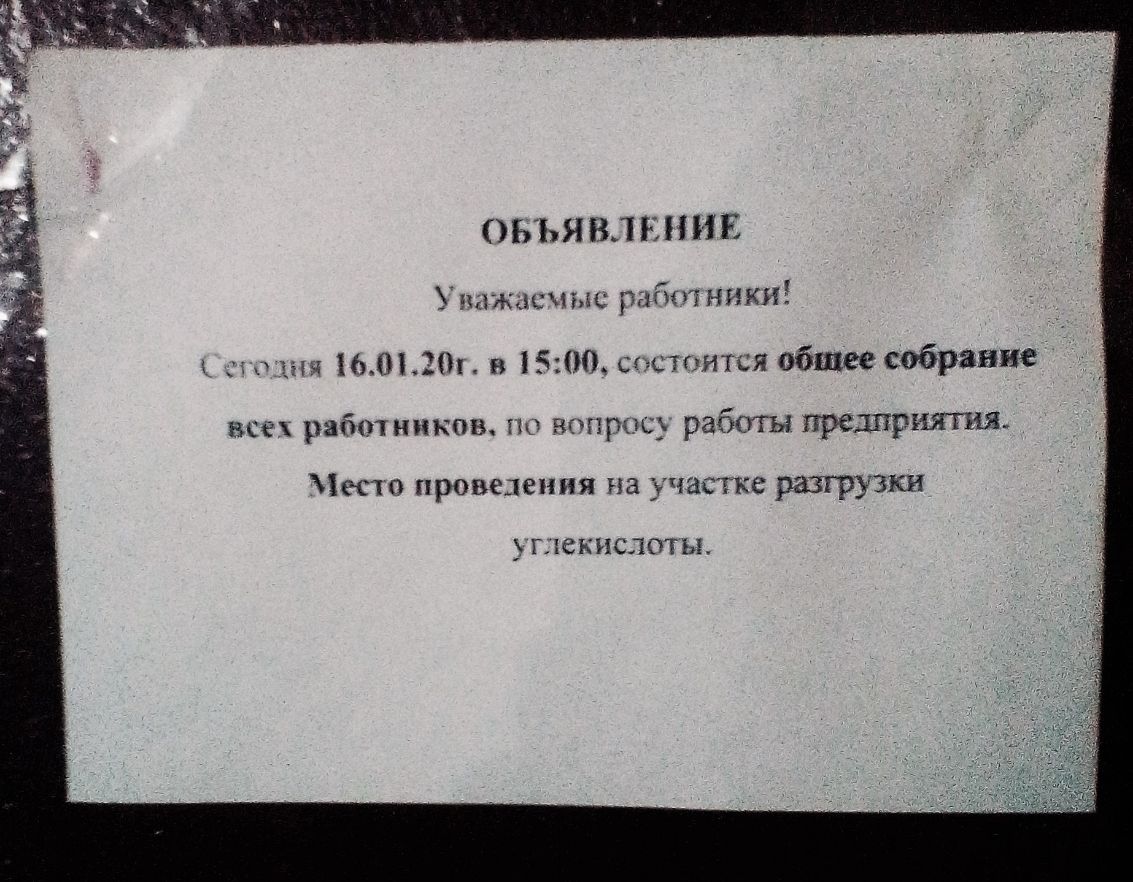 ОБЪЯВЛЕНИЕ
Уважаемые работники!
Сегодня 16.01.20г. в 15:00, состоится общее собрание
всех работников, по вопросу работы предприятия.
Место проведения на участке разгрузки
углекислоты.